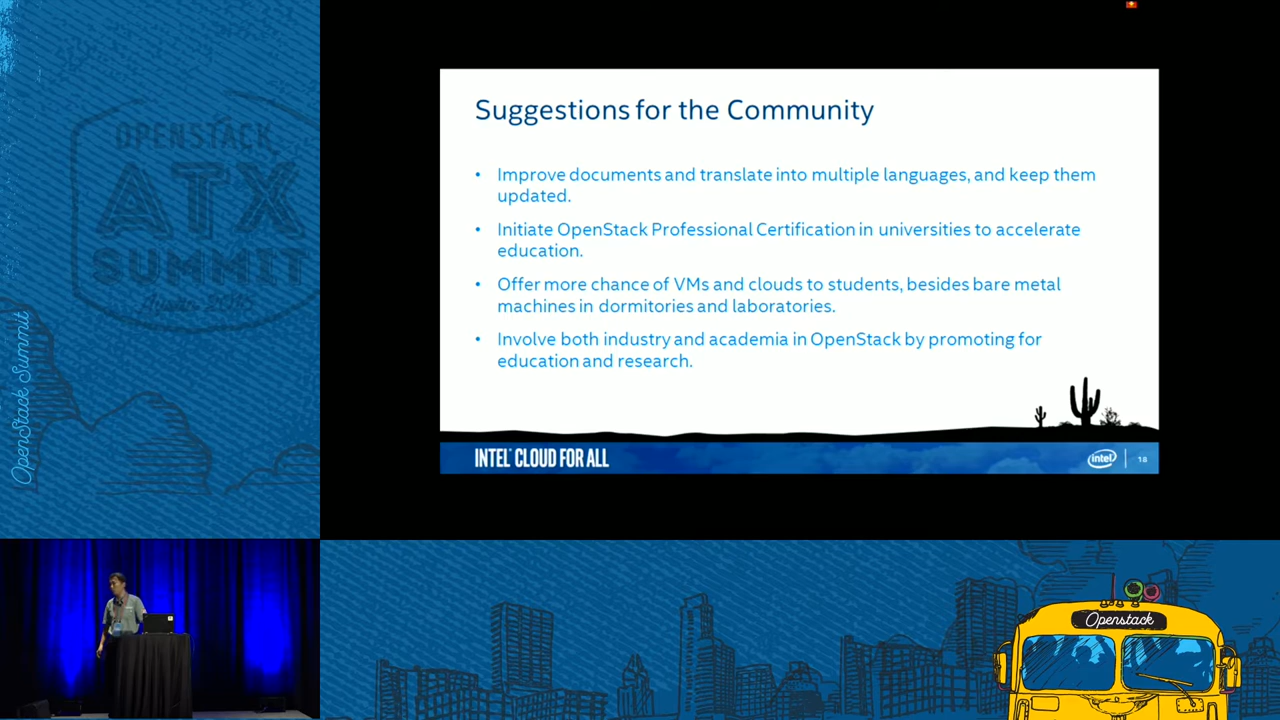 OPENSTACK
ATX
SUMMIT
OpenStack Summit
Suggestions for the Community
• Improve documents and translate into multiple languages, and keep them
updated.
• Initiate OpenStack Professional Certification in universities to accelerate
education.
• Offer more chance of VMs and clouds to students, besides bare metal
machines in dormitories and laboratories.
• Involve both industry and academia in OpenStack by promoting for
education and research.
INTEL® CLOUD FOR ALL
intel
18
Openstack